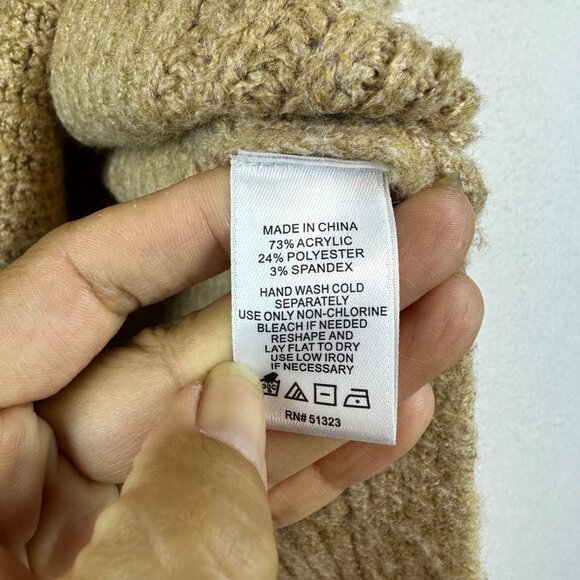 MADE IN CHINA
73% ACRYLIC
24% POLYESTER
3% SPANDEX
HAND WASH COLD
SEPARATELY
USE ONLY NON-CHLORINE
BLEACH IF NEEDED
RESHAPE AND
LAY FLAT TO DRY
USE LOW IRON
IF NECESSARY
30C
RN# 51323